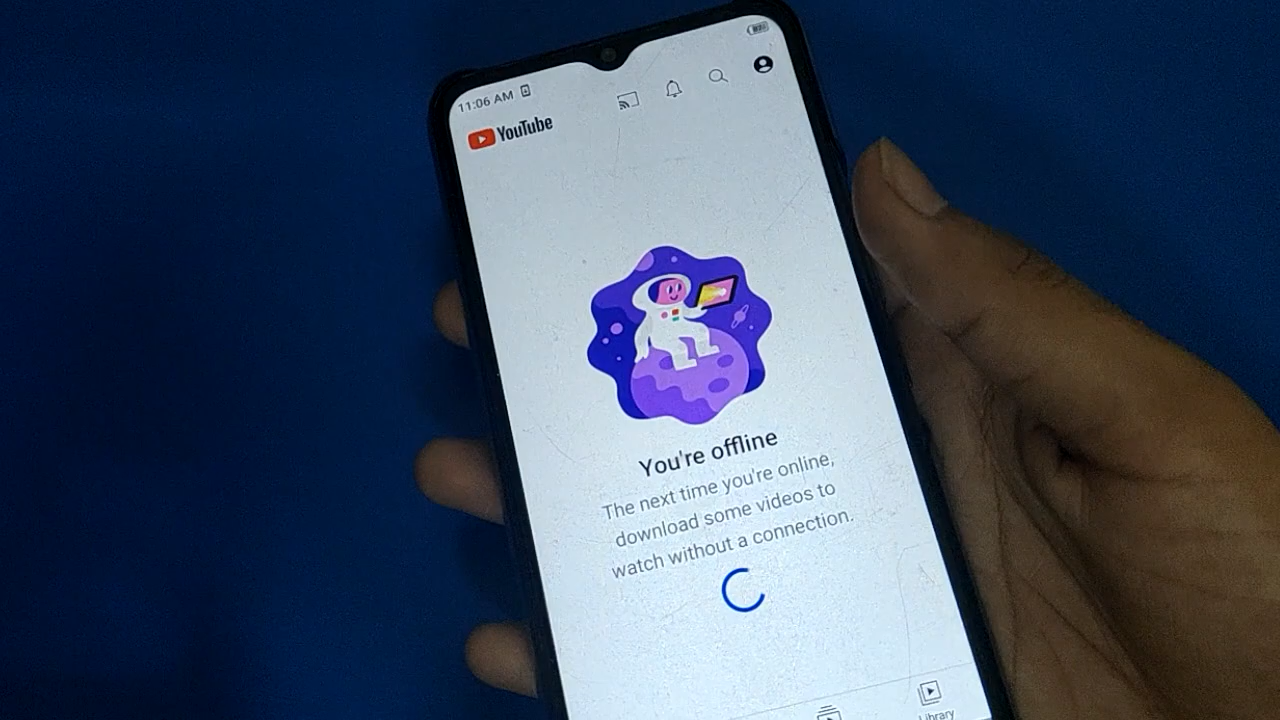 11:06 AM
YouTube
You're offline
The next time you're online,
download some videos to
watch without a connection.
Library